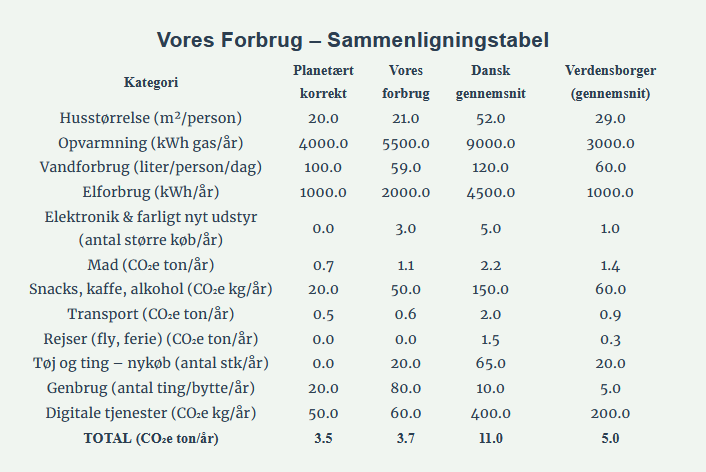 Vores Forbrug – Sammenligningstabel
Kategori Planetært korrekt Vores forbrug Dansk gennemsnit Verdensborger (gennemsnit)
Husstørrelse (m²/person) 20.0 21.0 52.0 29.0
Opvarmning (kWh gas/år) 4000.0 5500.0 9000.0 3000.0
Vandforbrug (liter/person/dag) 100.0 59.0 120.0 60.0
Elforbrug (kWh/år) 1000.0 2000.0 4500.0 1000.0
Elektronik & farligt nyt udstyr
(antal større køb/år) 0.0 3.0 5.0 1.0
Mad (CO₂e ton/år) 0.7 1.1 2.2 1.4
Snacks, kaffe, alkohol (CO₂e kg/år) 20.0 50.0 150.0 60.0
Transport (CO₂e ton/år) 0.5 0.6 2.0 0.9
Rejser (fly, ferie) (CO₂e ton/år) 0.0 0.0 1.5 0.3
Tøj og ting – nykøb (antal stk/år) 0.0 20.0 65.0 20.0
Genbrug (antal ting/bytte/år) 20.0 80.0 10.0 5.0
Digitale tjenester (CO₂e kg/år) 50.0 60.0 400.0 200.0
TOTAL (CO₂e ton/år) 3.5 3.7 11.0 5.0